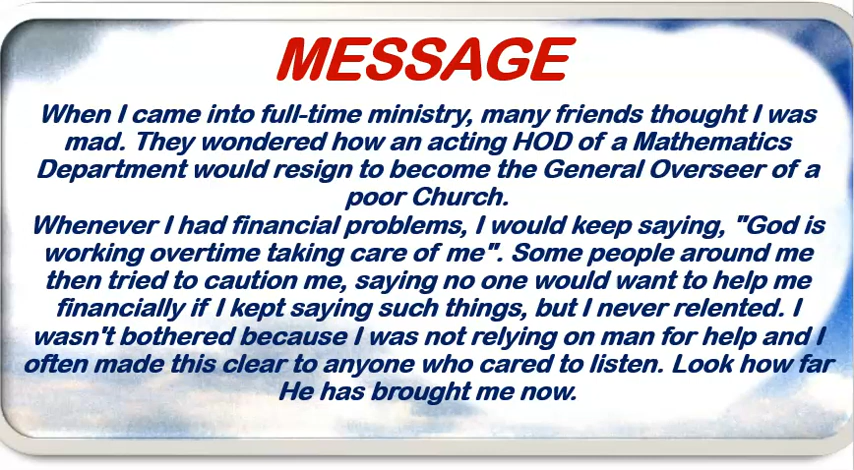 MESSAGE
When I came into full-time ministry, many friends thought I was
mad. They wondered how an acting HOD of a Mathematics
Department would resign to become the General Overseer of a
poor Church.
Whenever I had financial problems, I would keep saying, "God is
working overtime taking care of me". Some people around me
then tried to caution me, saying no one would want to help me
financially if I kept saying such things, but I never relented. I
wasn't bothered because I was not relying on man for help and I
often made this clear to anyone who cared to listen. Look how far
He has brought me now.